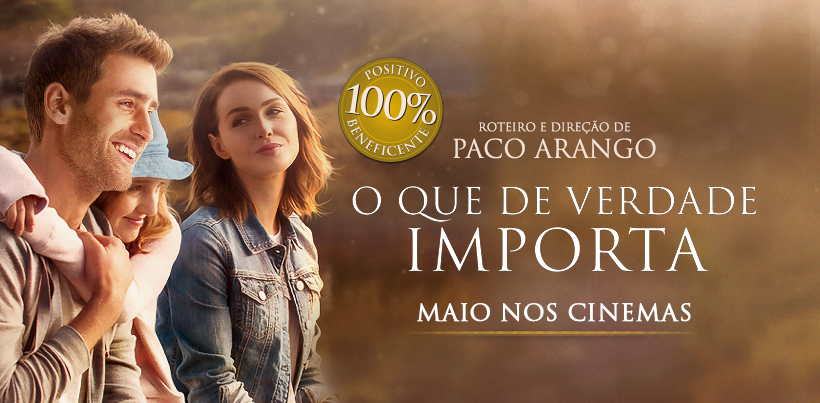 POSITIVO
100%
BENEFICENTE
ROTEIRO E DIREÇÃO DE
PACO ARANGO
O QUE DE VERDADE
IMPORTA
MAIO NOS CINEMAS